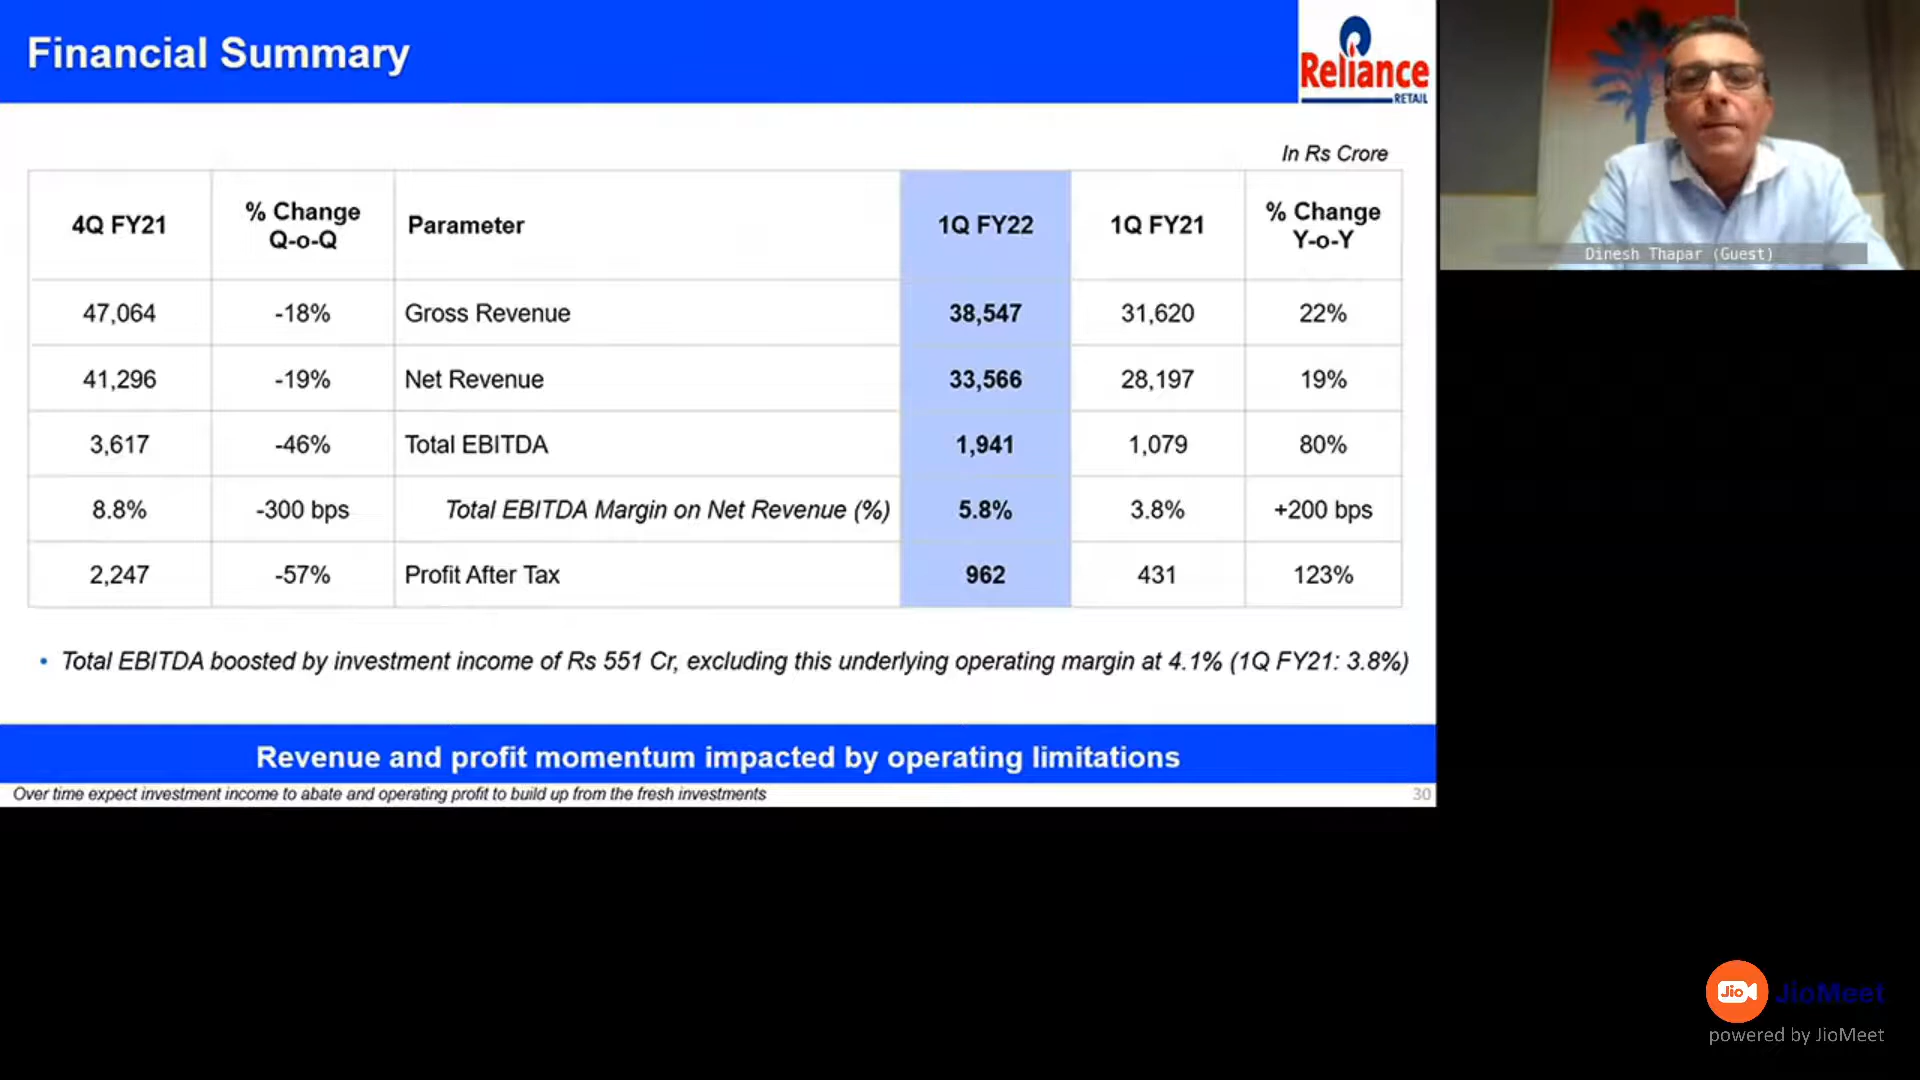 Financial Summary
Reliance
RETAIL
In Rs Crore
4Q FY21 % Change Q-o-Q Parameter 1Q FY22 1Q FY21 % Change Y-o-Y
47,064 -18% Gross Revenue 38,547 31,620 22%
41,296 -19% Net Revenue 33,566 28,197 19%
3,617 -46% Total EBITDA 1,941 1,079 80%
8.8% -300 bps Total EBITDA Margin on Net Revenue (%) 5.8% 3.8% +200 bps
2,247 -57% Profit After Tax 962 431 123%
• Total EBITDA boosted by investment income of Rs 551 Cr, excluding this underlying operating margin at 4.1% (1Q FY21: 3.8%)
Revenue and profit momentum impacted by operating limitations
Over time expect investment income to abate and operating profit to build up from the fresh investments
30
Dinesh Thapar (Guest)
Jio
JioMeet
powered by JioMeet